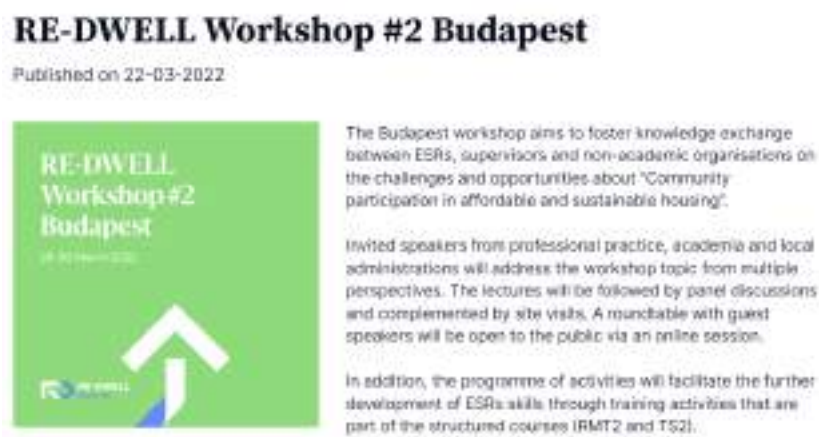 RE-DWELL Workshop #2 Budapest
Published on 22-03-2022
RE-DWELL
Workshop #2
Budapest
March 2022
RE-DWELL
The Budapest workshop aims to foster knowledge exchange
between ESRs, supervisors and non-academic organisations on
the challenges and opportunities about "Community
participation in affordable and sustainable housing".
Invited speakers from professional practice, academia and local
administrations will address the workshop topic from multiple
perspectives. The lectures will be followed by panel discussions
and complemented by site visits. A roundtable with guest
speakers will be open to the public via an online session.
In addition, the programme of activities will facilitate the further
development of ESRs skills through training activities that are
part of the structured courses (RMT2 and TS2).